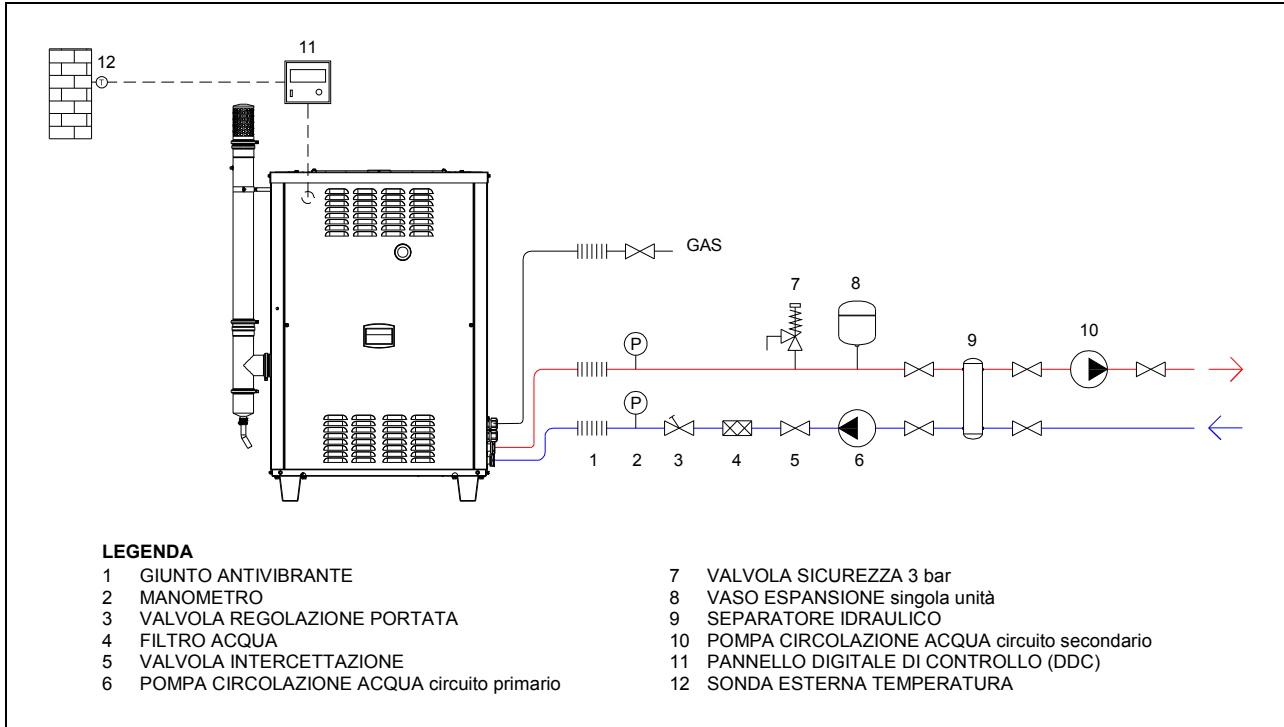 11
12
T
GAS
7
8
P
9
10
P
1
2
3
4
5
6
LEGENDA
1 GIUNTO ANTIVIBRANTE
2 MANOMETRO
3 VALVOLA REGOLAZIONE PORTATA
4 FILTRO ACQUA
5 VALVOLA INTERCETTAZIONE
6 POMPA CIRCOLAZIONE ACQUA circuito primario
7 VALVOLA SICUREZZA 3 bar
8 VASO ESPANSIONE singola unità
9 SEPARATORE IDRAULICO
10 POMPA CIRCOLAZIONE ACQUA circuito secondario
11 PANNELLO DIGITALE DI CONTROLLO (DDC)
12 SONDA ESTERNA TEMPERATURA